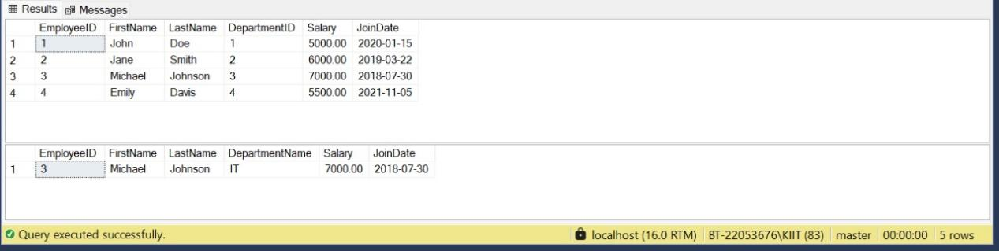 Results Messages
EmployeeID FirstName LastName DepartmentID Salary JoinDate
1 1 John Doe 1 5000.00 2020-01-15
2 2 Jane Smith 2 6000.00 2019-03-22
3 3 Michael Johnson 3 7000.00 2018-07-30
4 4 Emily Davis 4 5500.00 2021-11-05
EmployeeID FirstName LastName DepartmentName Salary JoinDate
1 3 Michael Johnson IT 7000.00 2018-07-30
Query executed successfully. localhost (16.0 RTM) BT-22053676\KIIT (83) master 00:00:00 5 rows